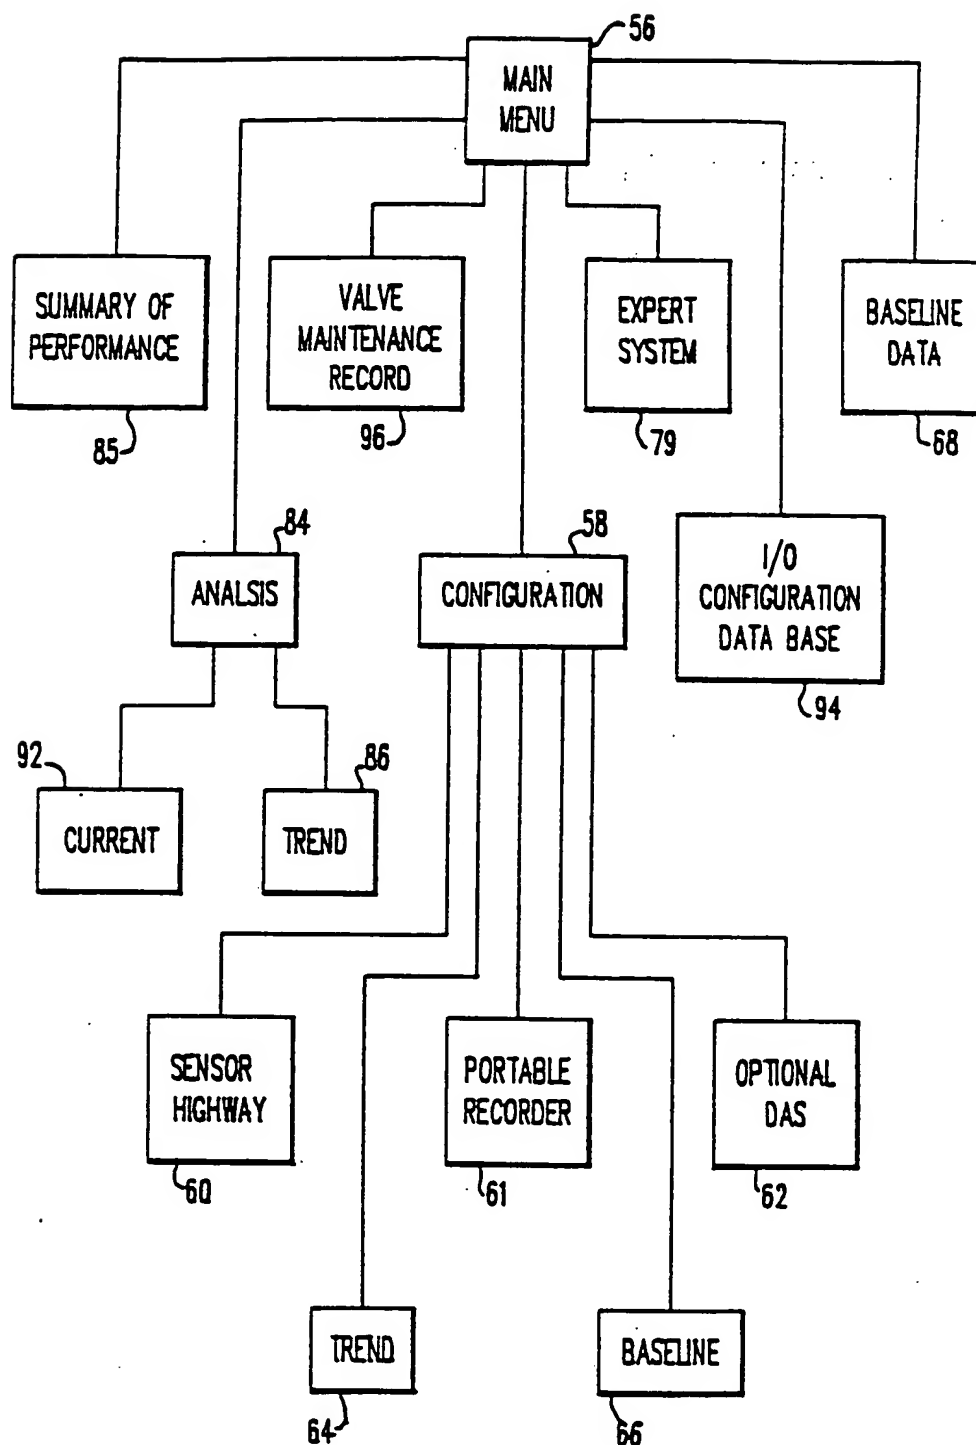 56
MAIN
MENU
SUMMARY OF
PERFORMANCE
85
VALVE
MAINTENANCE
RECORD
96
EXPERT
SYSTEM
79
BASELINE
DATA
68
84
ANALSIS
58
CONFIGURATION
I/O
CONFIGURATION
DATA BASE
94
92
CURRENT
86
TREND
SENSOR
HIGHWAY
60
PORTABLE
RECORDER
61
OPTIONAL
DAS
62
TREND
64
BASELINE
66